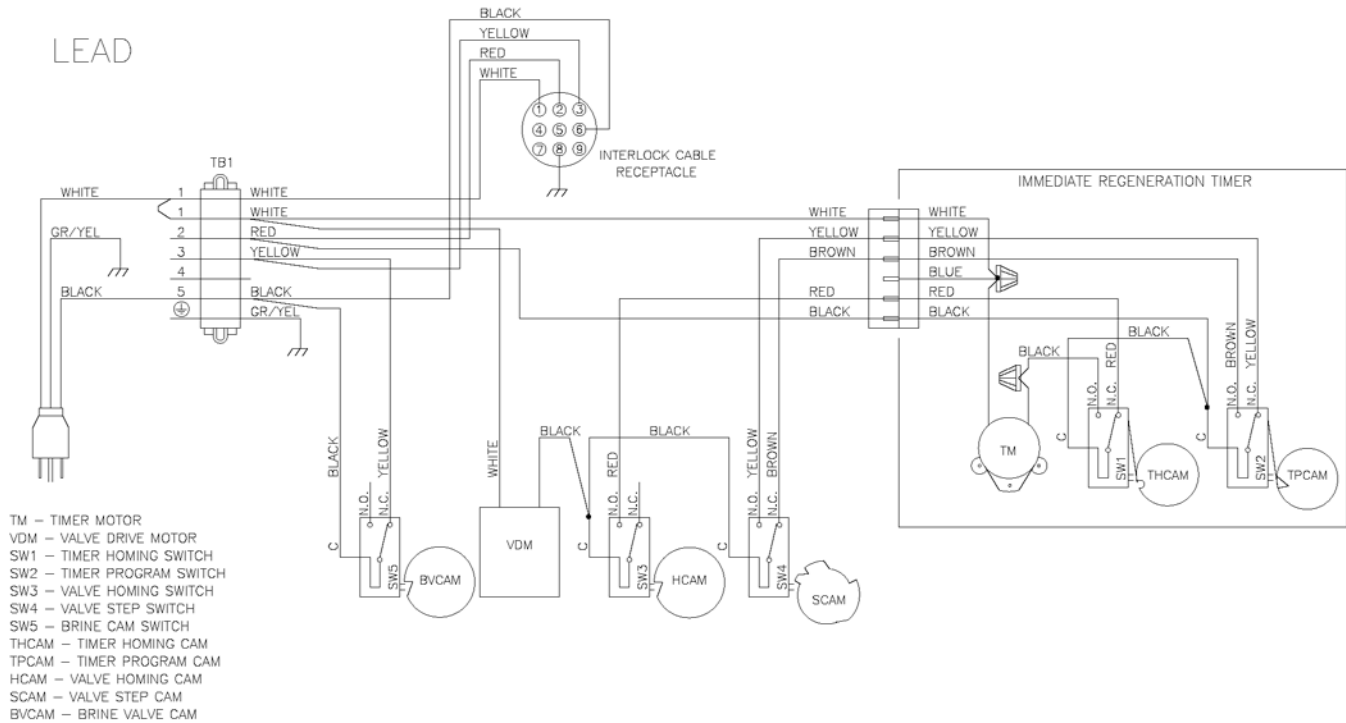 LEAD
BLACK
YELLOW
RED
WHITE
1 2 3
4 5 6
7 8 9
INTERLOCK CABLE
RECEPTACLE
TB1
WHITE 1 WHITE
1 WHITE
GR/YEL 2 RED
3 YELLOW
4
BLACK 5 BLACK
GR/YEL
IMMEDIATE REGENERATION TIMER
WHITE WHITE
YELLOW YELLOW
BROWN BROWN
BLUE
RED RED
BLACK BLACK
BLACK
BLACK
N.O.
N.C.
RED
C
SW1
TM
THCAM
BROWN
YELLOW
N.O.
N.C.
C
SW2
TPCAM
BLACK
YELLOW
N.O.
N.C.
C
SW5
BVCAM
WHITE
VDM
BLACK
BLACK
RED
N.O.
N.C.
C
SW3
HCAM
YELLOW
BROWN
N.O.
N.C.
C
SW4
SCAM
TM – TIMER MOTOR
VDM – VALVE DRIVE MOTOR
SW1 – TIMER HOMING SWITCH
SW2 – TIMER PROGRAM SWITCH
SW3 – VALVE HOMING SWITCH
SW4 – VALVE STEP SWITCH
SW5 – BRINE CAM SWITCH
THCAM – TIMER HOMING CAM
TPCAM – TIMER PROGRAM CAM
HCAM – VALVE HOMING CAM
SCAM – VALVE STEP CAM
BVCAM – BRINE VALVE CAM